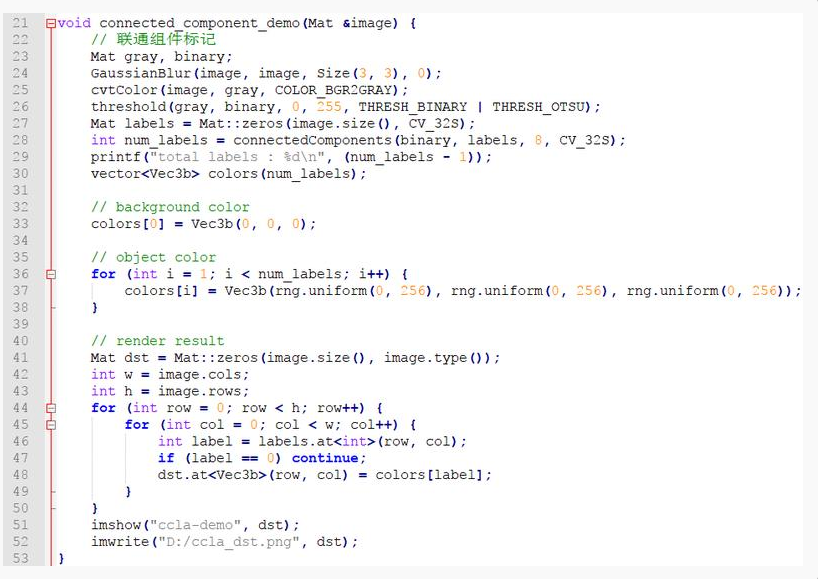 21 void connected_component_demo(Mat &image) {
22     // 联通组件标记
23     Mat gray, binary;
24     GaussianBlur(image, image, Size(3, 3), 0);
25     cvtColor(image, gray, COLOR_BGR2GRAY);
26     threshold(gray, binary, 0, 255, THRESH_BINARY | THRESH_OTSU);
27     Mat labels = Mat::zeros(image.size(), CV_32S);
28     int num_labels = connectedComponents(binary, labels, 8, CV_32S);
29     printf("total labels : %d\n", (num_labels - 1));
30     vector<Vec3b> colors(num_labels);
31
32     // background color
33     colors[0] = Vec3b(0, 0, 0);
34
35     // object color
36     for (int i = 1; i < num_labels; i++) {
37         colors[i] = Vec3b(rng.uniform(0, 256), rng.uniform(0, 256), rng.uniform(0, 256));
38     }
39
40     // render result
41     Mat dst = Mat::zeros(image.size(), image.type());
42     int w = image.cols;
43     int h = image.rows;
44     for (int row = 0; row < h; row++) {
45         for (int col = 0; col < w; col++) {
46             int label = labels.at<int>(row, col);
47             if (label == 0) continue;
48             dst.at<Vec3b>(row, col) = colors[label];
49         }
50     }
51     imshow("ccla-demo", dst);
52     imwrite("D:/ccla_dst.png", dst);
53 }